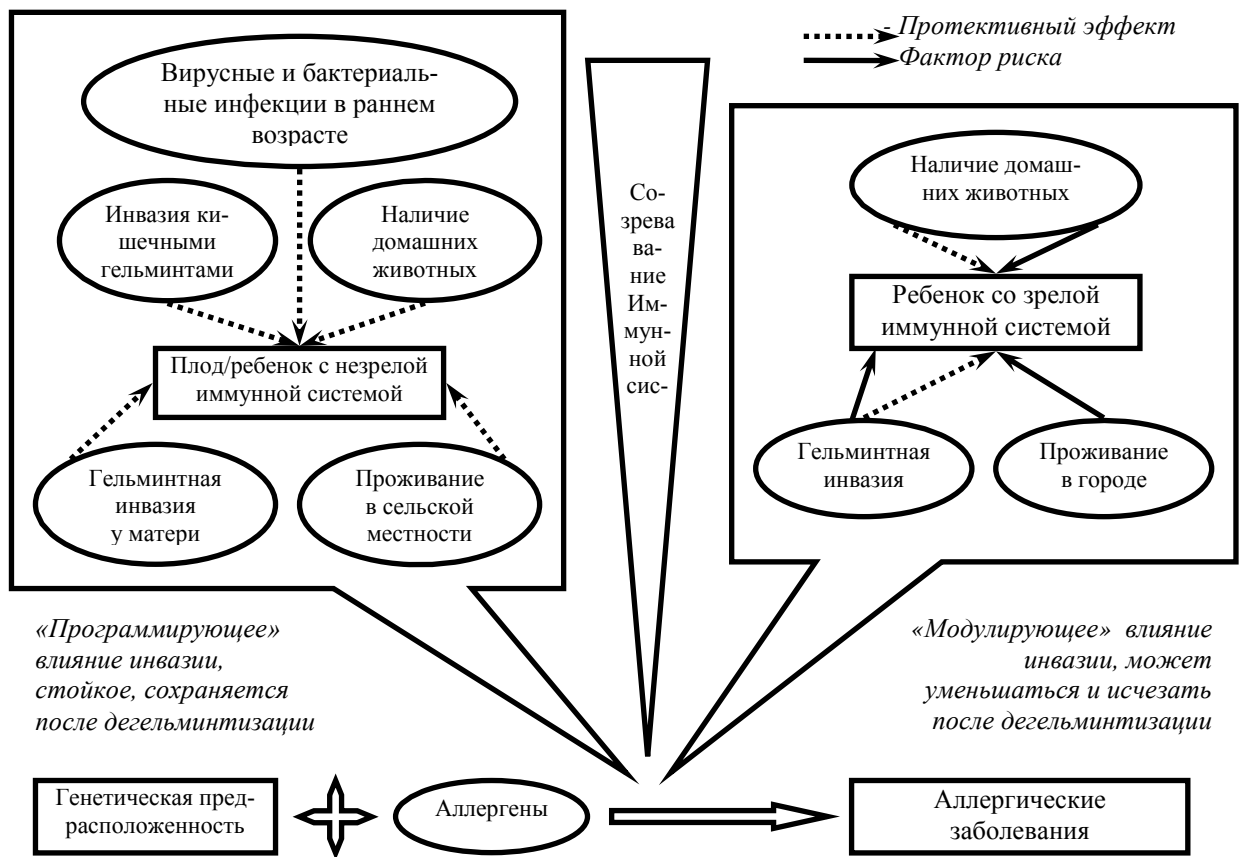 - Протективный эффект
Фактор риска
Вирусные и бактериаль-
ные инфекции в раннем
возрасте
Инвазия ки-
шечными
гельминтами
Наличие
домашних
животных
Плод/ребенок с незрелой
иммунной системой
Гельминтная
инвазия
у матери
Проживание
в сельской
местности
Со-
зрева
ва-
ние
Им-
мун-
ной
сис-
Наличие домаш-
них животных
Ребенок со зрелой
иммунной системой
Гельминтная
инвазия
Проживание
в городе
«Программирующее»
влияние инвазии,
стойкое, сохраняется
после дегельминтизации
«Модулирующее» влияние
инвазии, может
уменьшаться и исчезать
после дегельминтизации
Генетическая пред-
расположенность
Аллергены
Аллергические
заболевания